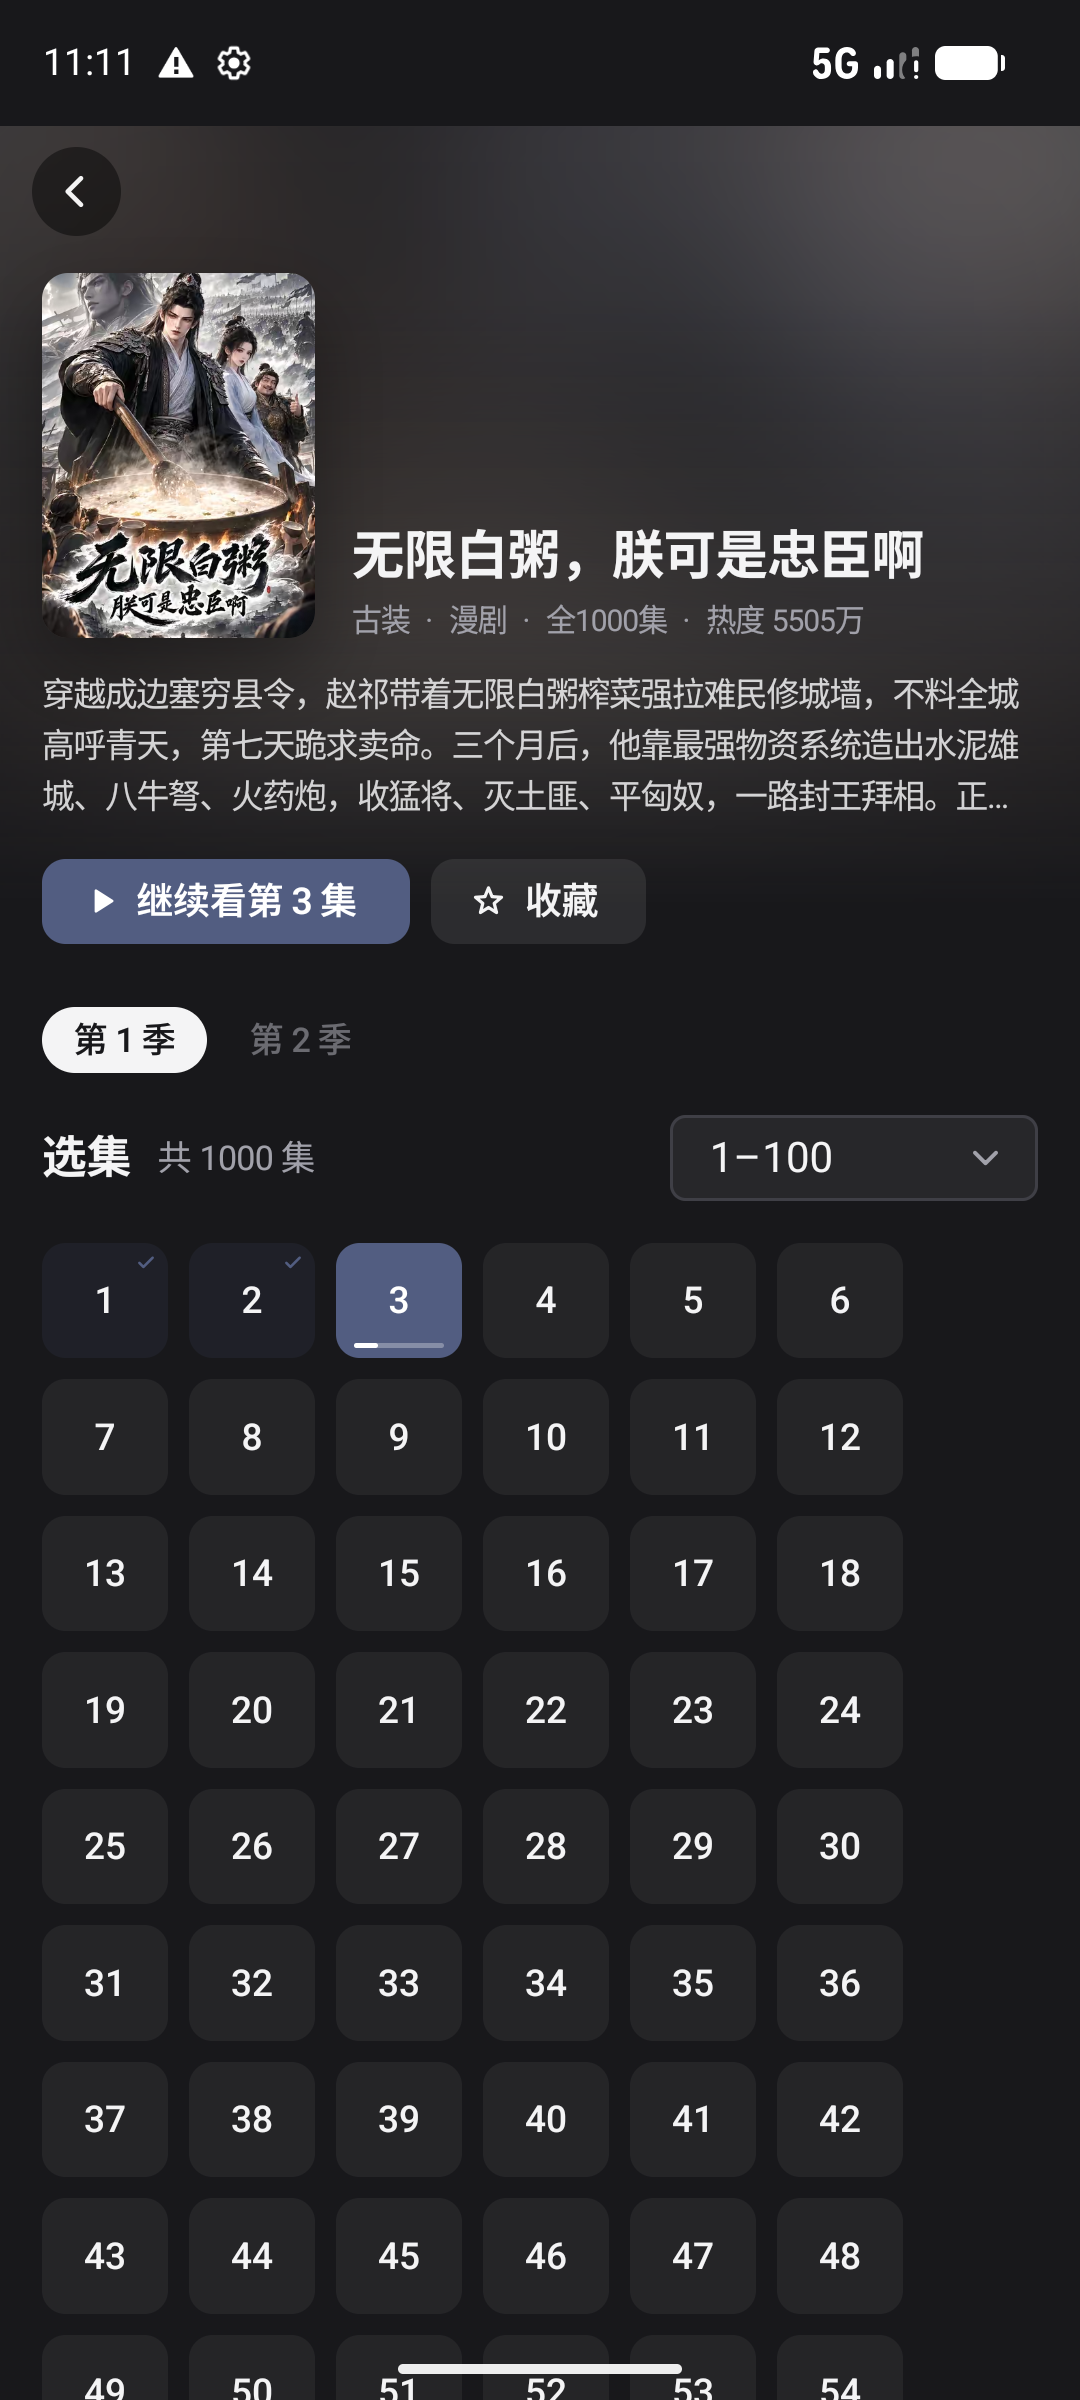 11:11
5G
无限白粥
朕可是忠臣啊
无限白粥，朕可是忠臣啊
古装 · 漫剧 · 全1000集 · 热度 5505万
穿越成边塞穷县令，赵祁带着无限白粥榨菜强拉难民修城墙，不料全城
高呼青天，第七天跪求卖命。三个月后，他靠最强物资系统造出水泥雄
城、八牛弩、火药炮，收猛将、灭土匪、平匈奴，一路封王拜相。正...
继续看第 3 集
收藏
第 1 季
第 2 季
选集 共 1000 集
1–100
1 2 3 4 5 6
7 8 9 10 11 12
13 14 15 16 17 18
19 20 21 22 23 24
25 26 27 28 29 30
31 32 33 34 35 36
37 38 39 40 41 42
43 44 45 46 47 48
49 50 51 52 53 54